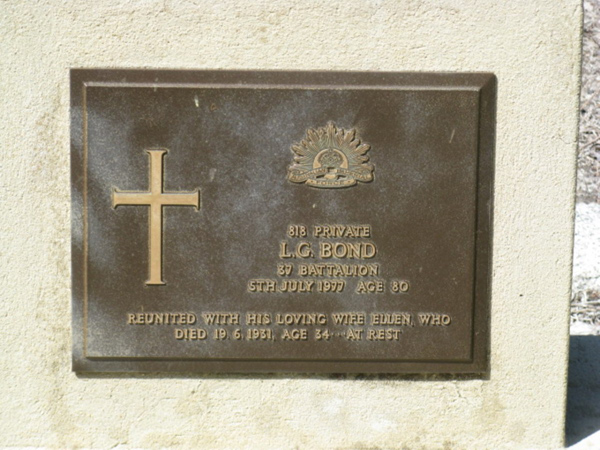 818 PRIVATE
L.G. BOND
37 BATTALION
5TH JULY 1977 AGE 80
REUNITED WITH HIS LOVING WIFE ELLEN, WHO
DIED 19.6.1931, AGE 34...AT REST